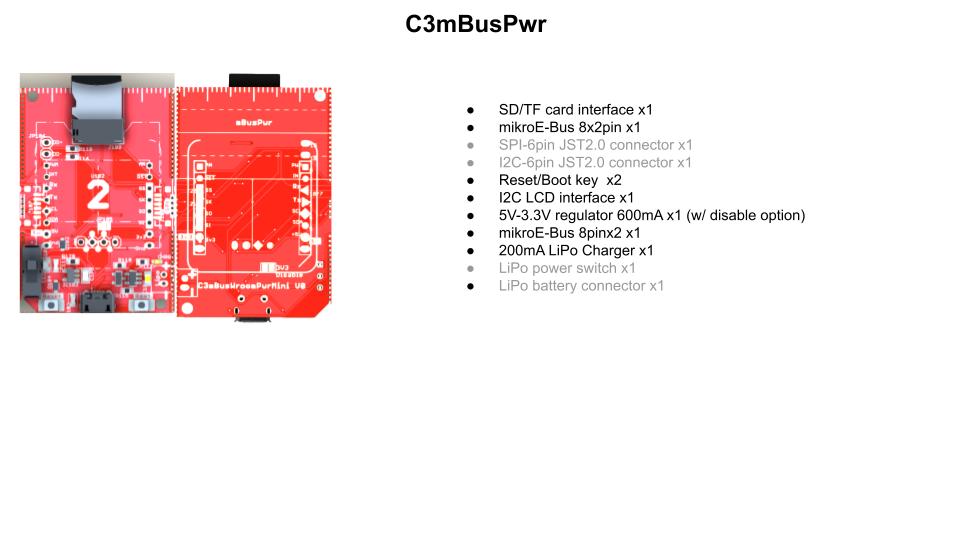 C3mBusPwr
SD/TF card interface x1
mikroE-Bus 8x2pin x1
SPI-6pin JST2.0 connector x1
I2C-6pin JST2.0 connector x1
Reset/Boot key x2
I2C LCD interface x1
5V-3.3V regulator 600mA x1 (w/ disable option)
mikroE-Bus 8pinx2 x1
200mA LiPo Charger x1
LiPo power switch x1
LiPo battery connector x1
2
mBusPwr
3V3
Disable
C3mBusWroomPwrMini V0